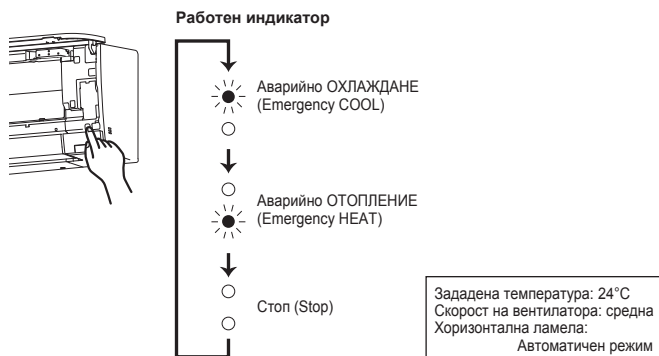 Работен индикатор
Аварийно ОХЛАЖДАНЕ
(Emergency COOL)
Аварийно ОТОПЛЕНИЕ
(Emergency HEAT)
Стоп (Stop)
Зададена температура: 24°C
Скорост на вентилатора: средна
Хоризонтална ламела:
Автоматичен режим